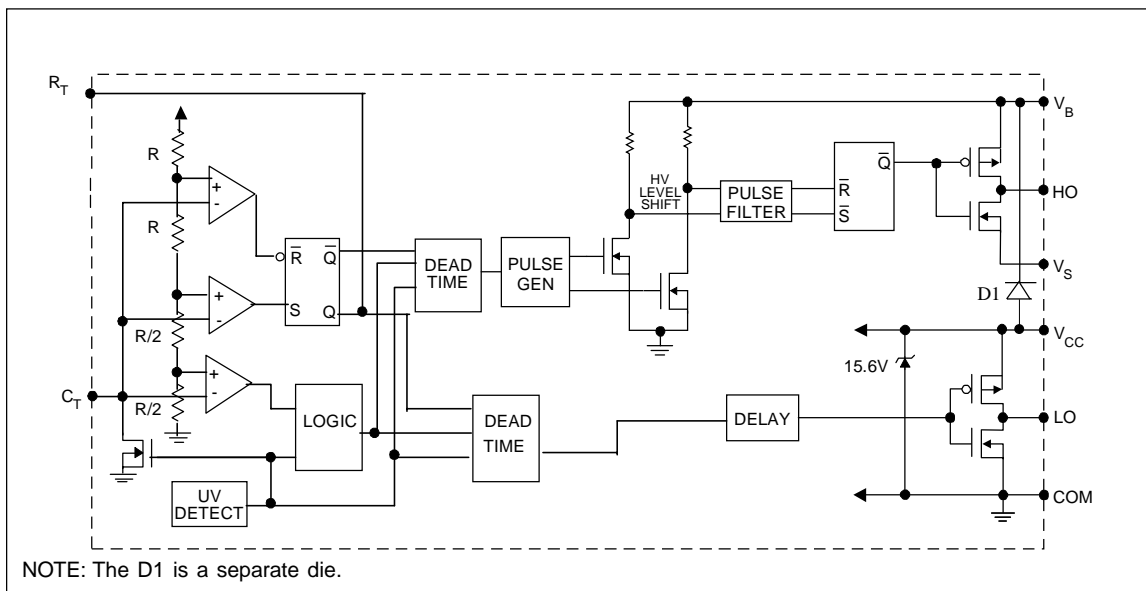 R_T
V_B
R
+
-
R
HV
LEVEL
SHIFT
PULSE
FILTER
R̅
S̅
Q̅
HO
R̅
Q̅
S
Q
DEAD
TIME
PULSE
GEN
V_S
D1
+
-
R/2
V_CC
15.6V
+
-
C_T
R/2
LOGIC
DEAD
TIME
DELAY
LO
UV
DETECT
COM
NOTE: The D1 is a separate die.